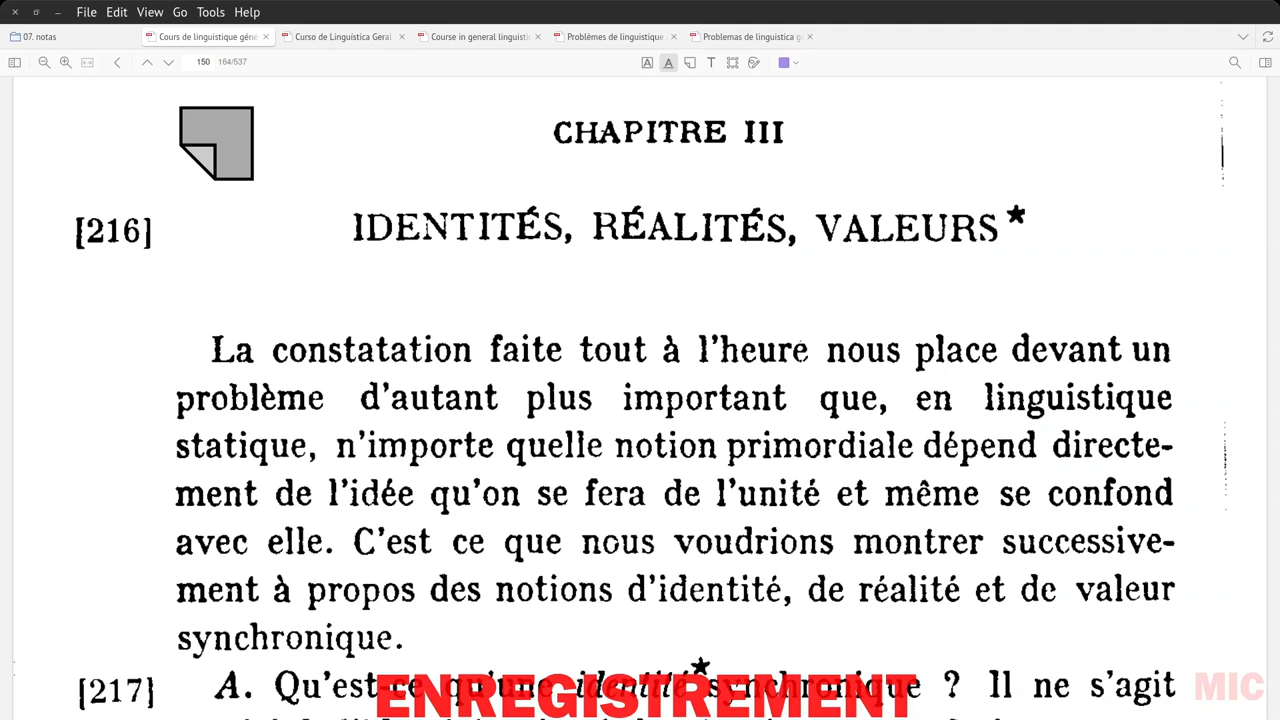 File Edit View Go Tools Help
07. notas Cours de linguistique géné Curso de Linguística Geral Course in general linguisti Problèmes de linguistique Problemas de linguistica g
150 164/537
CHAPITRE III
[216] IDENTITÉS, RÉALITÉS, VALEURS*
La constatation faite tout à l'heure nous place devant un
problème d'autant plus important que, en linguistique
statique, n'importe quelle notion primordiale dépend directe-
ment de l'idée qu'on se fera de l'unité et même se confond
avec elle. C'est ce que nous voudrions montrer successive-
ment à propos des notions d'identité, de réalité et de valeur
synchronique.
[217] A. Qu'est-ce qu'une identité* synchronique ? Il ne s'agit
ENREGISTREMENT
MIC